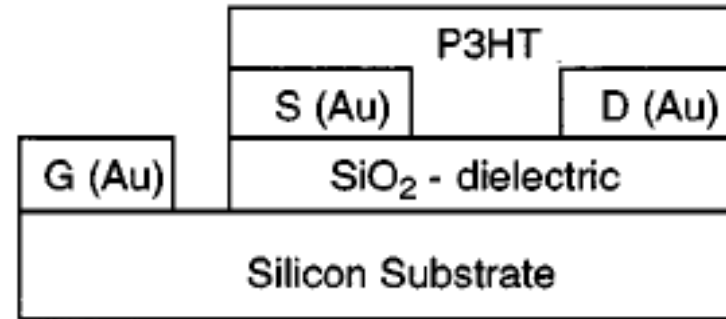 P3HT
S (Au)
D (Au)
G (Au)
SiO₂ - dielectric
Silicon Substrate